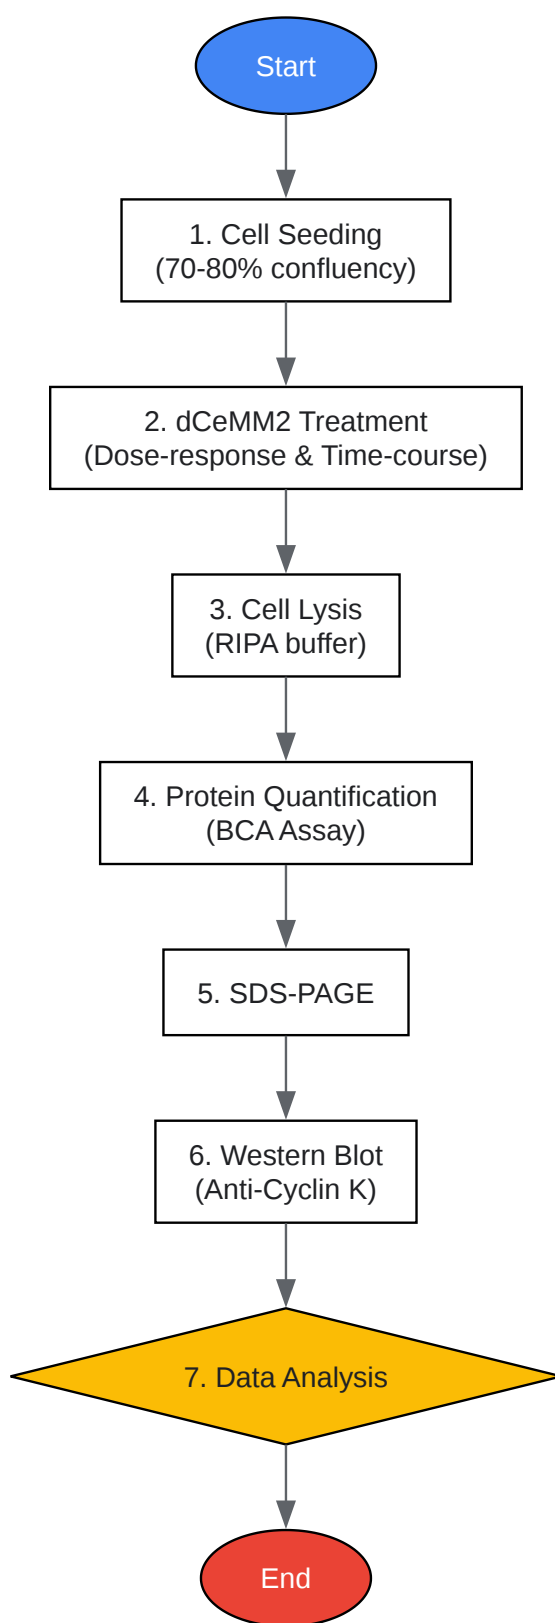 Start
1. Cell Seeding
(70-80% confluency)
2. dCeMM2 Treatment
(Dose-response & Time-course)
3. Cell Lysis
(RIPA buffer)
4. Protein Quantification
(BCA Assay)
5. SDS-PAGE
6. Western Blot
(Anti-Cyclin K)
7. Data Analysis
End